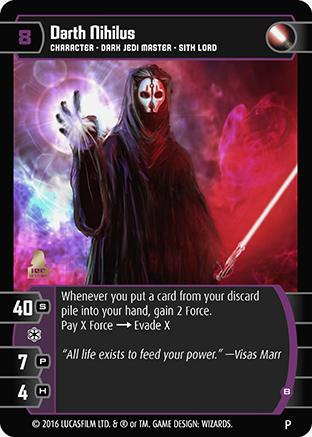 8
Darth Nihilus
CHARACTER - DARK JEDI MASTER - SITH LORD
40 S
7 P
4 H
Whenever you put a card from your discard
pile into your hand, gain 2 Force.
Pay X Force → Evade X
"All life exists to feed your power." —Visas Marr
B
© 2016 LUCASFILM LTD. & ® or TM. GAME DESIGN: WIZARDS.
P